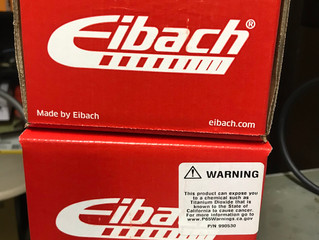 Eibach®
Made by Eibach
eibach.com
Eibach
WARNING
This product can expose you
to a chemical such as
Titanium Dioxide that is
known to the State of
California to cause cancer.
For more information go to
www.P65Warnings.ca.gov
P/N 990530